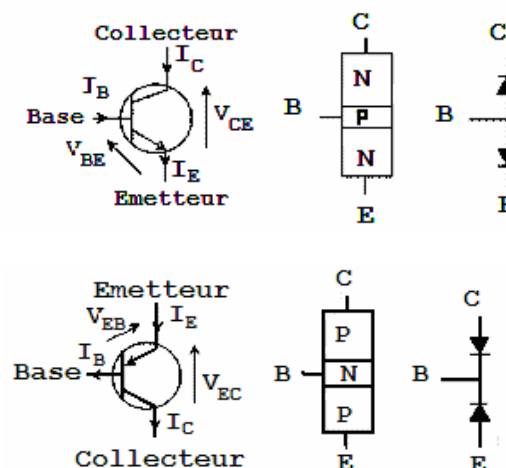 Collecteur
I_C
I_B
Base
V_CE
V_BE
I_E
Emetteur
C
N
B
P
N
E
C
B
E
Emetteur
V_EB
I_E
I_B
Base
V_EC
I_C
Collecteur
C
P
B
N
P
E
C
B
E